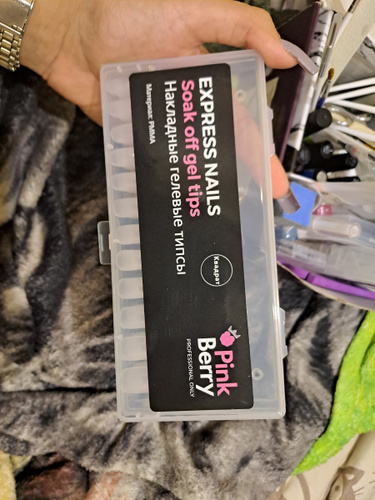 EXPRESS NAILS
Soak off gel tips
Накладные гелевые типсы
Материал: PMMA
Квадрат
Pink
Berry
PROFESSIONAL ONLY